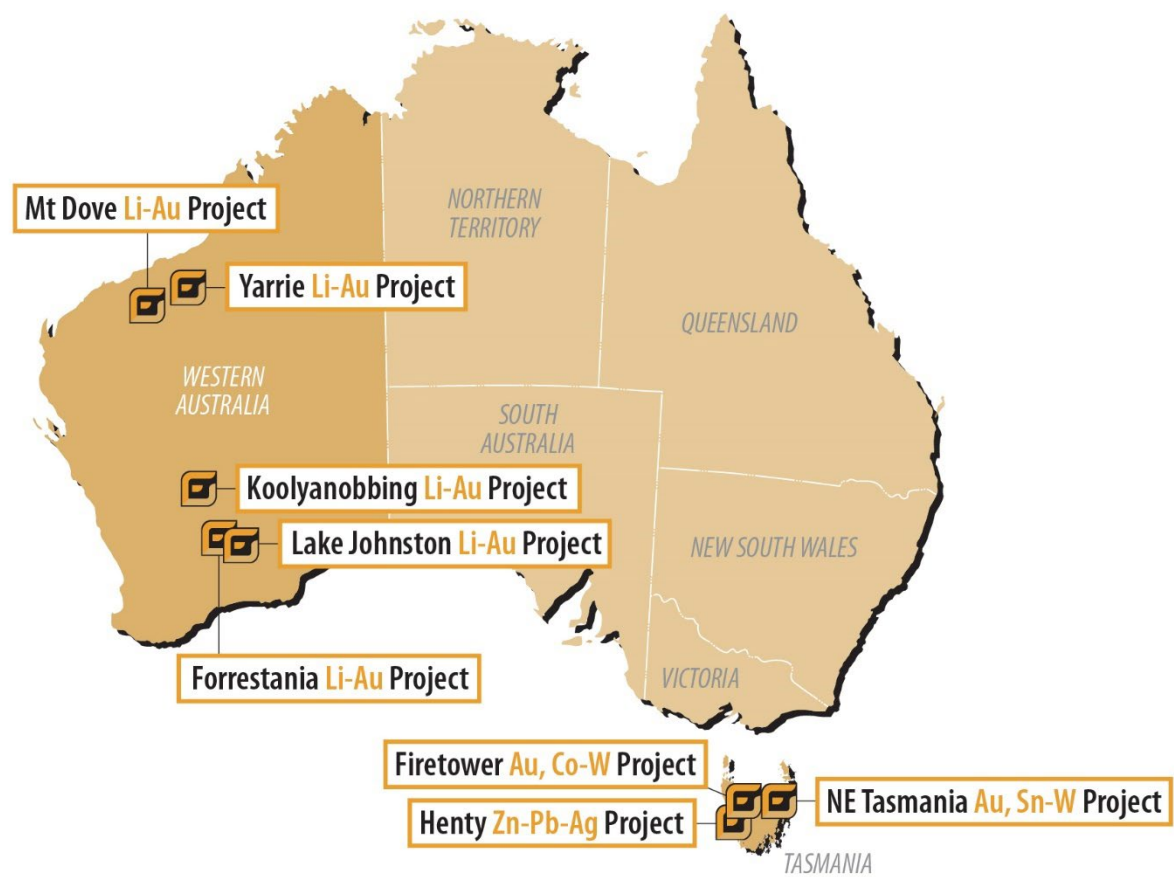 NORTHERN
TERRITORY
Mt Dove Li-Au Project
Yarrie Li-Au Project
QUEENSLAND
WESTERN
AUSTRALIA
SOUTH
AUSTRALIA
Koolyanobbing Li-Au Project
Lake Johnston Li-Au Project
NEW SOUTH WALES
Forrestania Li-Au Project
VICTORIA
Firetower Au, Co-W Project
NE Tasmania Au, Sn-W Project
Henty Zn-Pb-Ag Project
TASMANIA